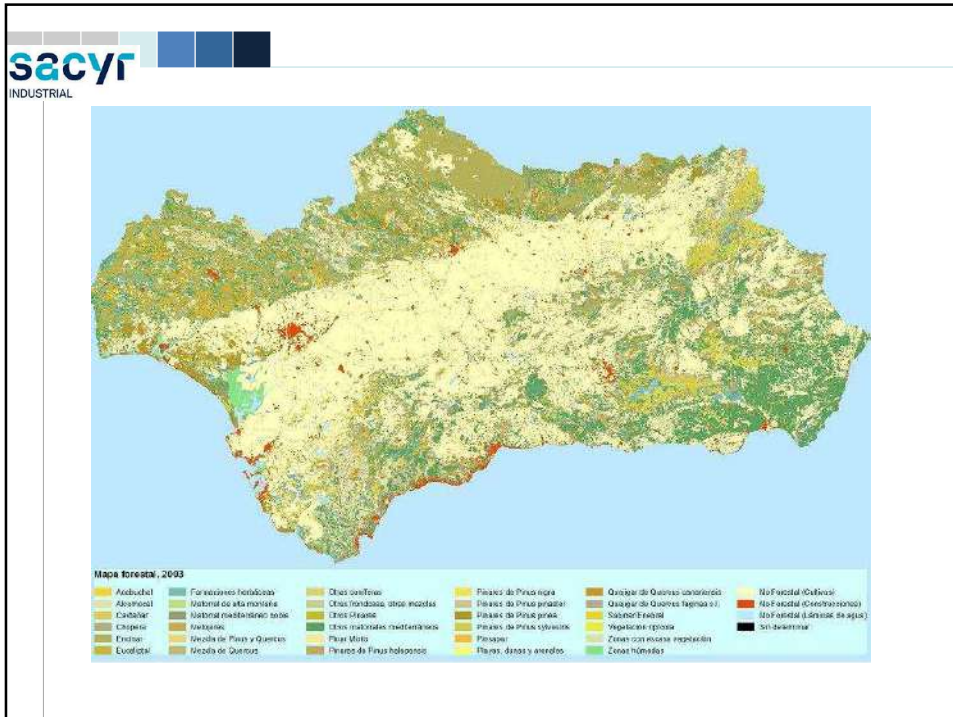 sacyr
INDUSTRIAL
Mapa forestal, 2003
Acebuchal
Alcornocal
Castañar
Chopera
Encinar
Eucaliptal
Formaciones herbáceas
Matorral de alta montaña
Matorral mediterráneo noble
Melojares
Mezcla de Pinus y Quercus
Mezcla de Quercus
Otras coníferas
Otras frondosas, otras mezclas
Otros Pinares
Otros matorrales mediterráneos
Pinar Mixto
Pinares de Pinus halepensis
Pinares de Pinus nigra
Pinares de Pinus pinaster
Pinares de Pinus pinea
Pinares de Pinus sylvestris
Pinsapar
Playas, dunas y arenales
Quejigar de Quercus canariensis
Quejigar de Quercus faginea s.l.
Sabinar/Enebral
Vegetación riparia
Zonas con escasa vegetación
Zonas húmedas
No Forestal (Cultivos)
No Forestal (Construcciones)
No Forestal (Láminas de agua)
Sin determinar